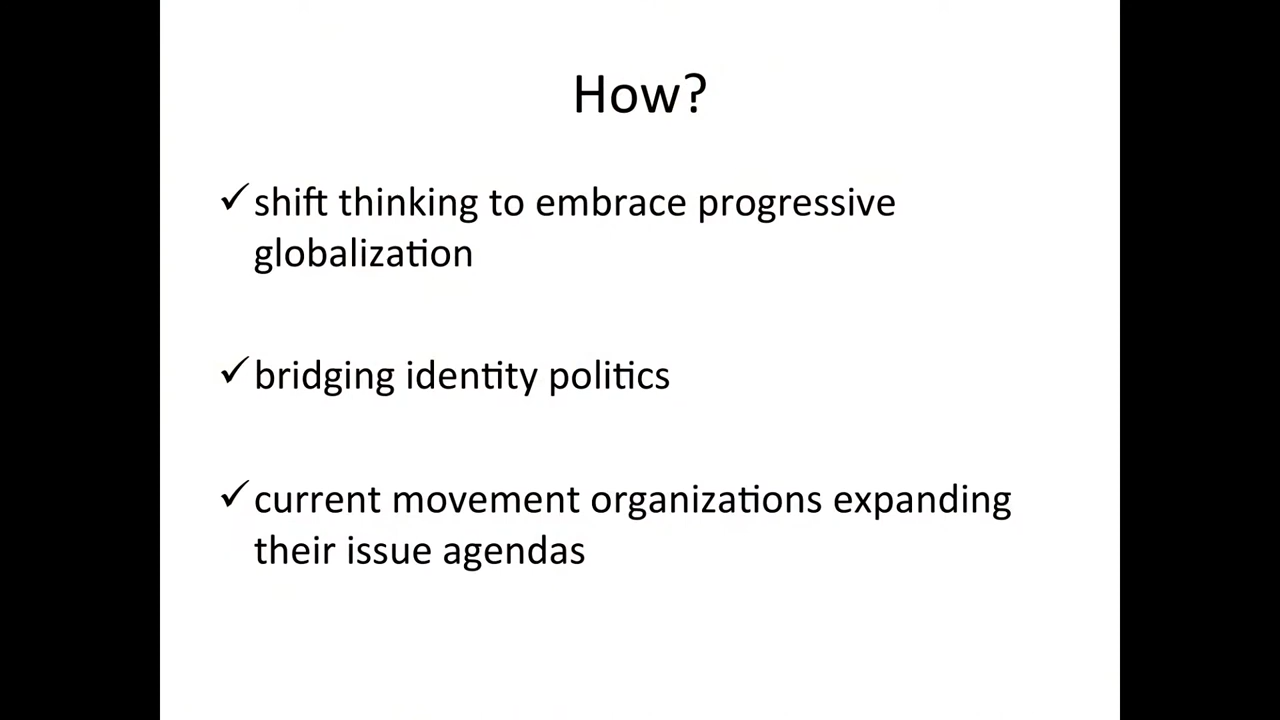 How?
✓ shift thinking to embrace progressive
globalization
✓ bridging identity politics
✓ current movement organizations expanding
their issue agendas